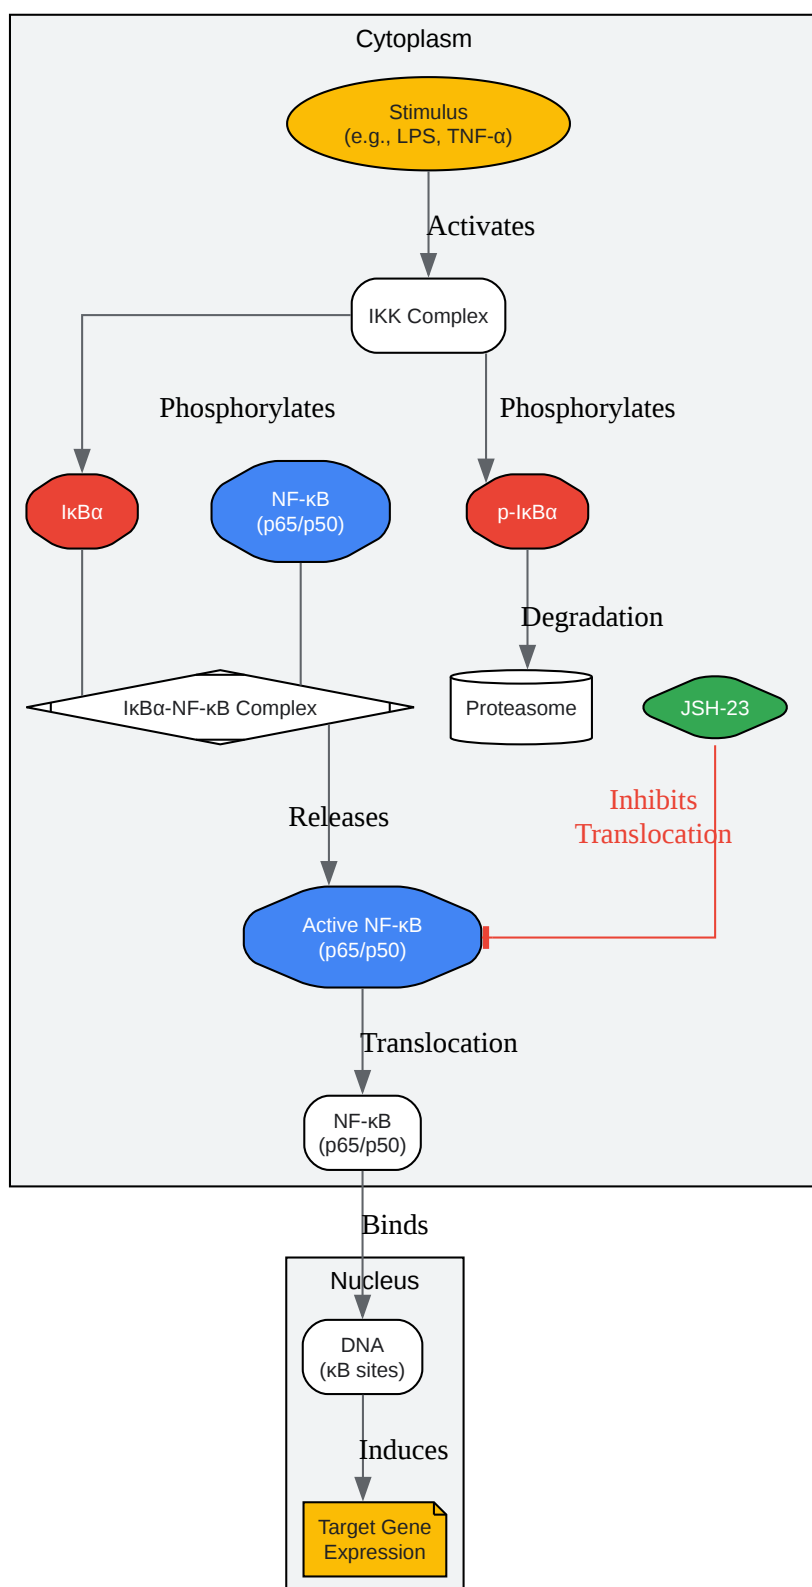 Cytoplasm
Stimulus
(e.g., LPS, TNF-α)
Activates
IKK Complex
Phosphorylates
Phosphorylates
IκBα
NF-κB
(p65/p50)
p-IκBα
Degradation
IκBα-NF-κB Complex
Proteasome
JSH-23
Releases
Inhibits
Translocation
Active NF-κB
(p65/p50)
Translocation
NF-κB
(p65/p50)
Binds
Nucleus
DNA
(κB sites)
Induces
Target Gene
Expression